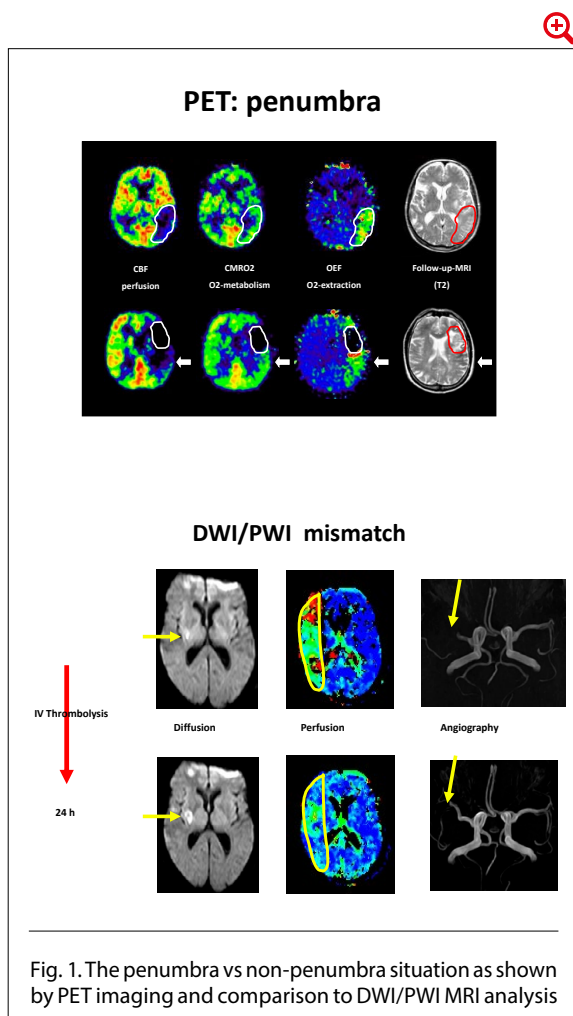 PET: penumbra
CBF
perfusion
CMRO2
O2-metabolism
OEF
O2-extraction
Follow-up-MRI
(T2)
DWI/PWI mismatch
IV Thrombolysis
Diffusion
Perfusion
Angiography
24 h
Fig. 1. The penumbra vs non-penumbra situation as shown
by PET imaging and comparison to DWI/PWI MRI analysis